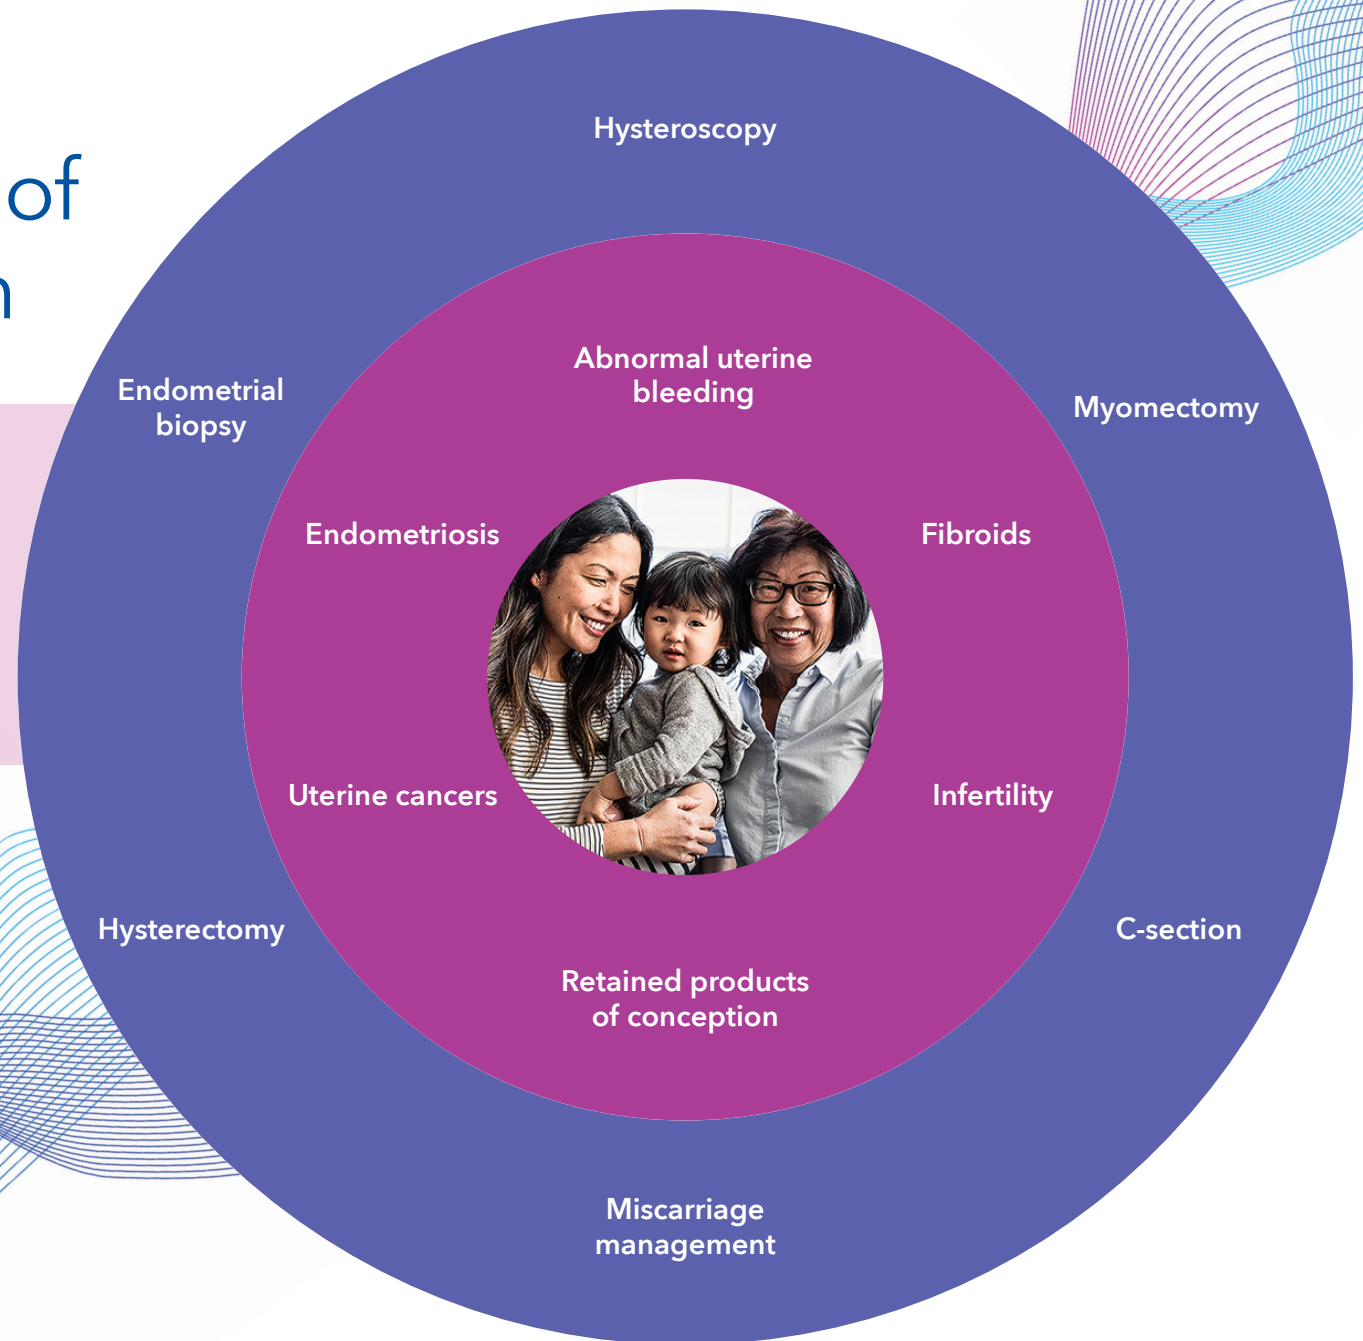 of
Hysteroscopy
Endometrial
biopsy
Myomectomy
Abnormal uterine
bleeding
Endometriosis
Fibroids
Uterine cancers
Infertility
Hysterectomy
C-section
Retained products
of conception
Miscarriage
management